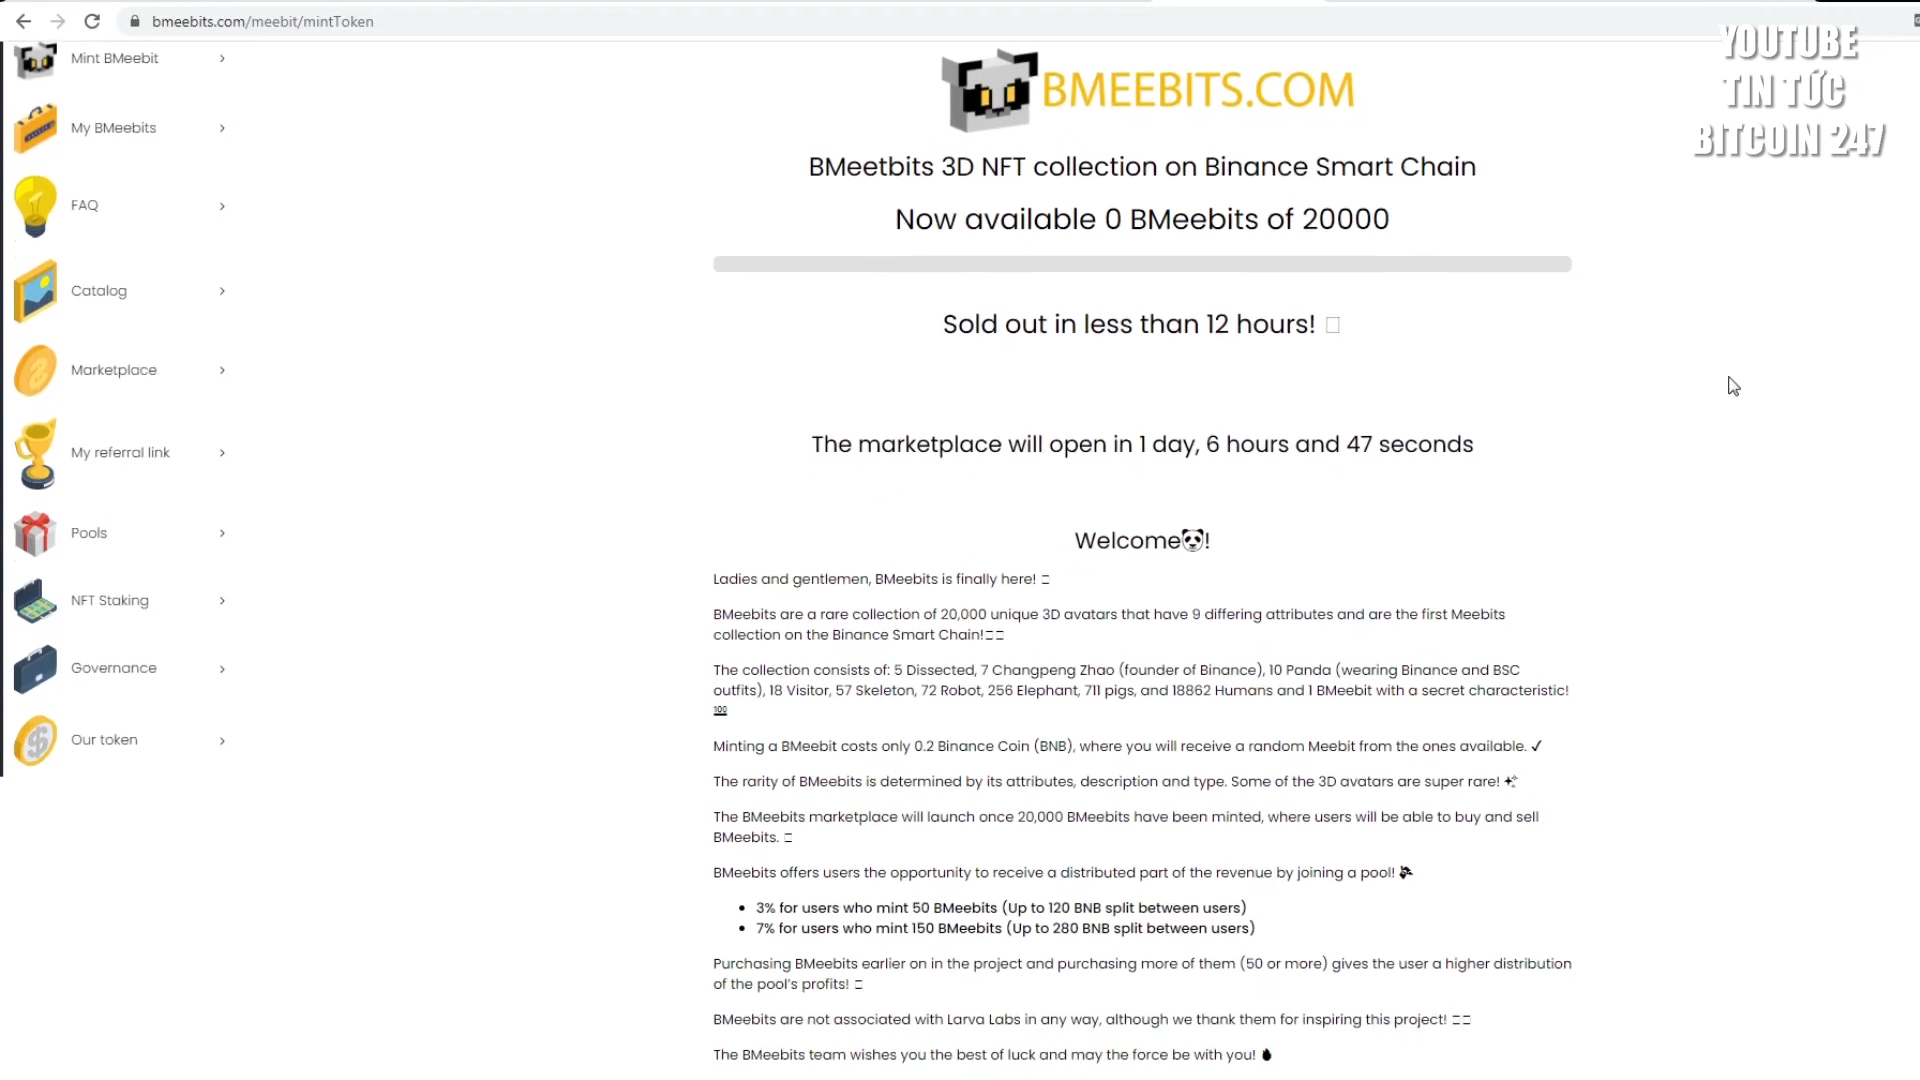 bmeebits.com/meebit/mintToken
YOUTUBE
TIN TỨC
BITCOIN 247
Mint BMeebit
My BMeebits
FAQ
Catalog
Marketplace
My referral link
Pools
NFT Staking
Governance
Our token
BMEEBITS.COM
BMeetbits 3D NFT collection on Binance Smart Chain
Now available 0 BMeebits of 20000
Sold out in less than 12 hours!
The marketplace will open in 1 day, 6 hours and 47 seconds
Welcome🐼!
Ladies and gentlemen, BMeebits is finally here!
BMeebits are a rare collection of 20,000 unique 3D avatars that have 9 differing attributes and are the first Meebits
collection on the Binance Smart Chain!
The collection consists of: 5 Dissected, 7 Changpeng Zhao (founder of Binance), 10 Panda (wearing Binance and BSC
outfits), 18 Visitor, 57 Skeleton, 72 Robot, 256 Elephant, 711 pigs, and 18862 Humans and 1 BMeebit with a secret characteristic!
100
Minting a BMeebit costs only 0.2 Binance Coin (BNB), where you will receive a random Meebit from the ones available. ✓
The rarity of BMeebits is determined by its attributes, description and type. Some of the 3D avatars are super rare! ✨
The BMeebits marketplace will launch once 20,000 BMeebits have been minted, where users will be able to buy and sell
BMeebits.
BMeebits offers users the opportunity to receive a distributed part of the revenue by joining a pool!
• 3% for users who mint 50 BMeebits (Up to 120 BNB split between users)
• 7% for users who mint 150 BMeebits (Up to 280 BNB split between users)
Purchasing BMeebits earlier on in the project and purchasing more of them (50 or more) gives the user a higher distribution
of the pool's profits!
BMeebits are not associated with Larva Labs in any way, although we thank them for inspiring this project!
The BMeebits team wishes you the best of luck and may the force be with you!